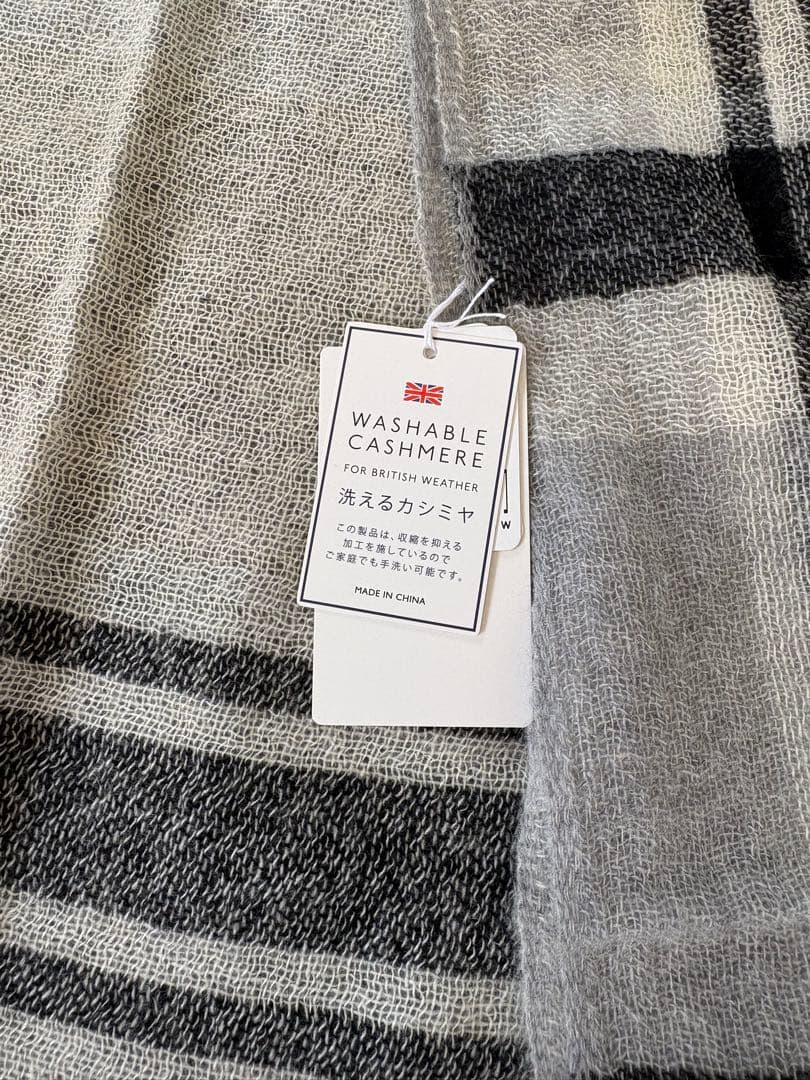 WASHABLE
CASHMERE
FOR BRITISH WEATHER
洗えるカシミヤ
この製品は、収縮を抑える
加工を施しているので
ご家庭でも手洗い可能です。
MADE IN CHINA
W